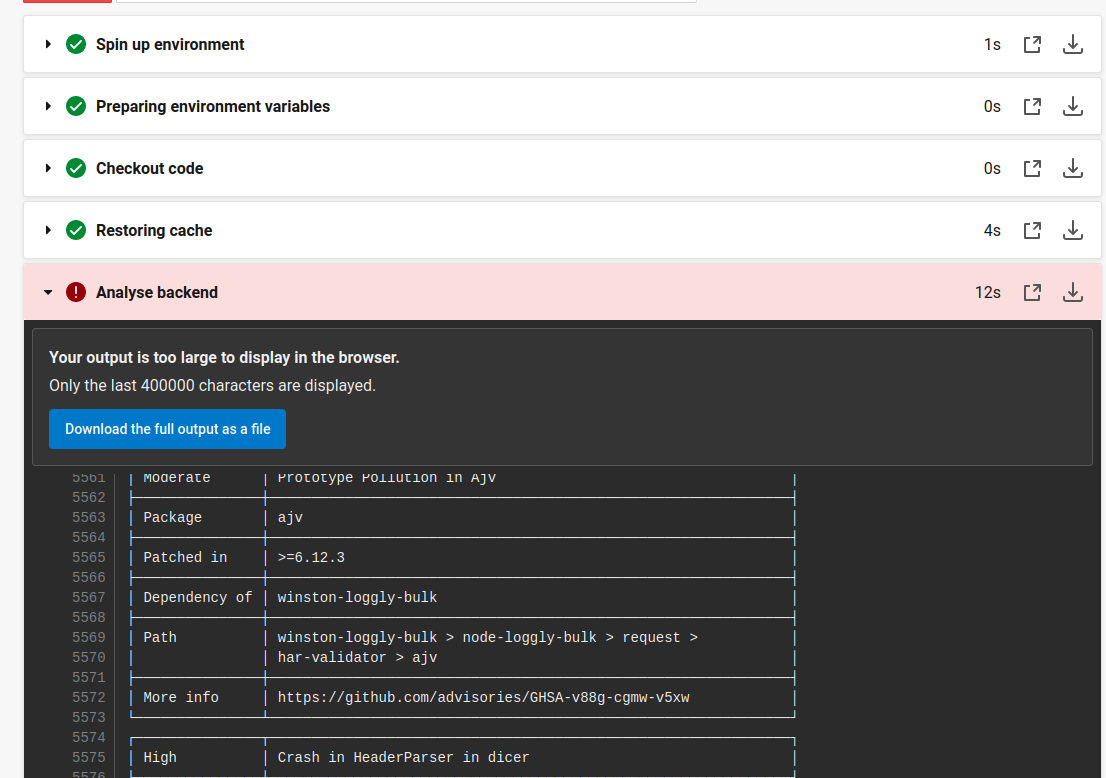 Spin up environment 1s
Preparing environment variables 0s
Checkout code 0s
Restoring cache 4s
Analyse backend 12s
Your output is too large to display in the browser.
Only the last 400000 characters are displayed.
Download the full output as a file
5561 Moderate Prototype Pollution in Ajv
5562
5563 Package ajv
5564
5565 Patched in >=6.12.3
5566
5567 Dependency of winston-loggly-bulk
5568
5569 Path winston-loggly-bulk > node-loggly-bulk > request >
5570 har-validator > ajv
5571
5572 More info https://github.com/advisories/GHSA-v88g-cgmw-v5xw
5573
5574
5575 High Crash in HeaderParser in dicer
5576